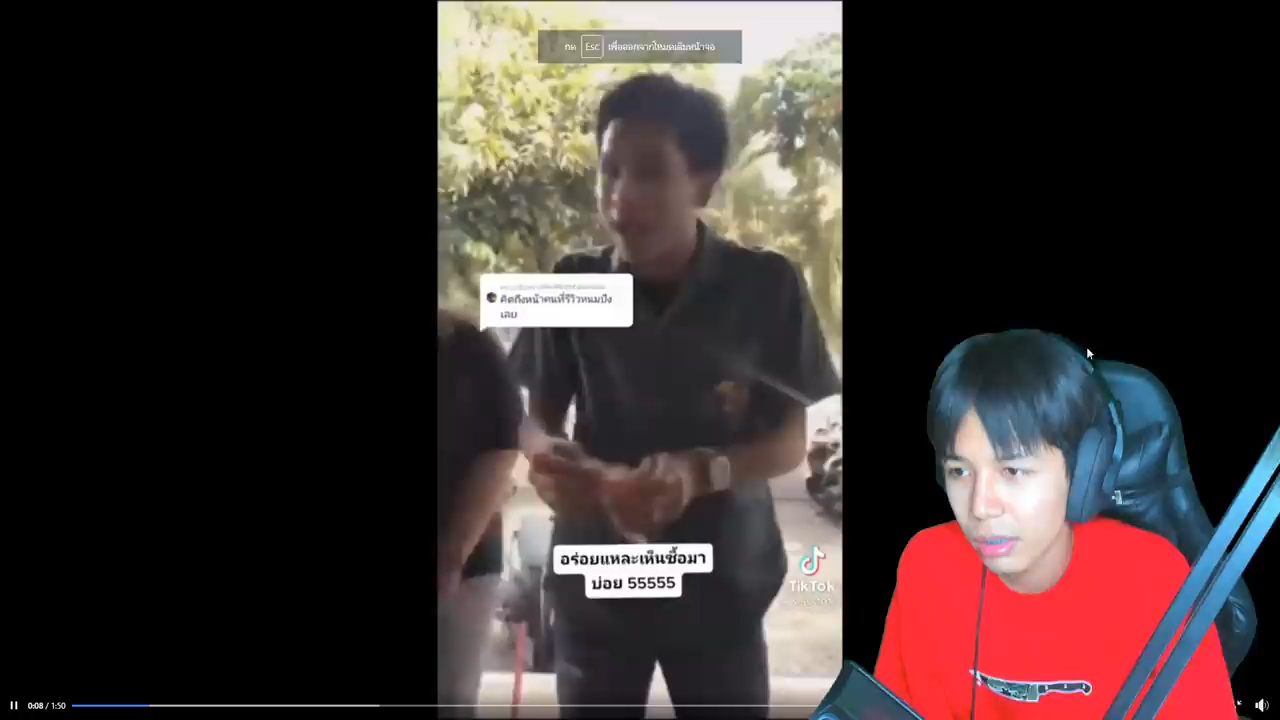 กด Esc เพื่อออกจากโหมดเต็มหน้าจอ
คิดถึงหน้าคนที่รีวิวหนมปัง
เลย
อร่อยแหละเห็นซื้อมา
บ่อย 55555
TikTok
0:08 / 1:50